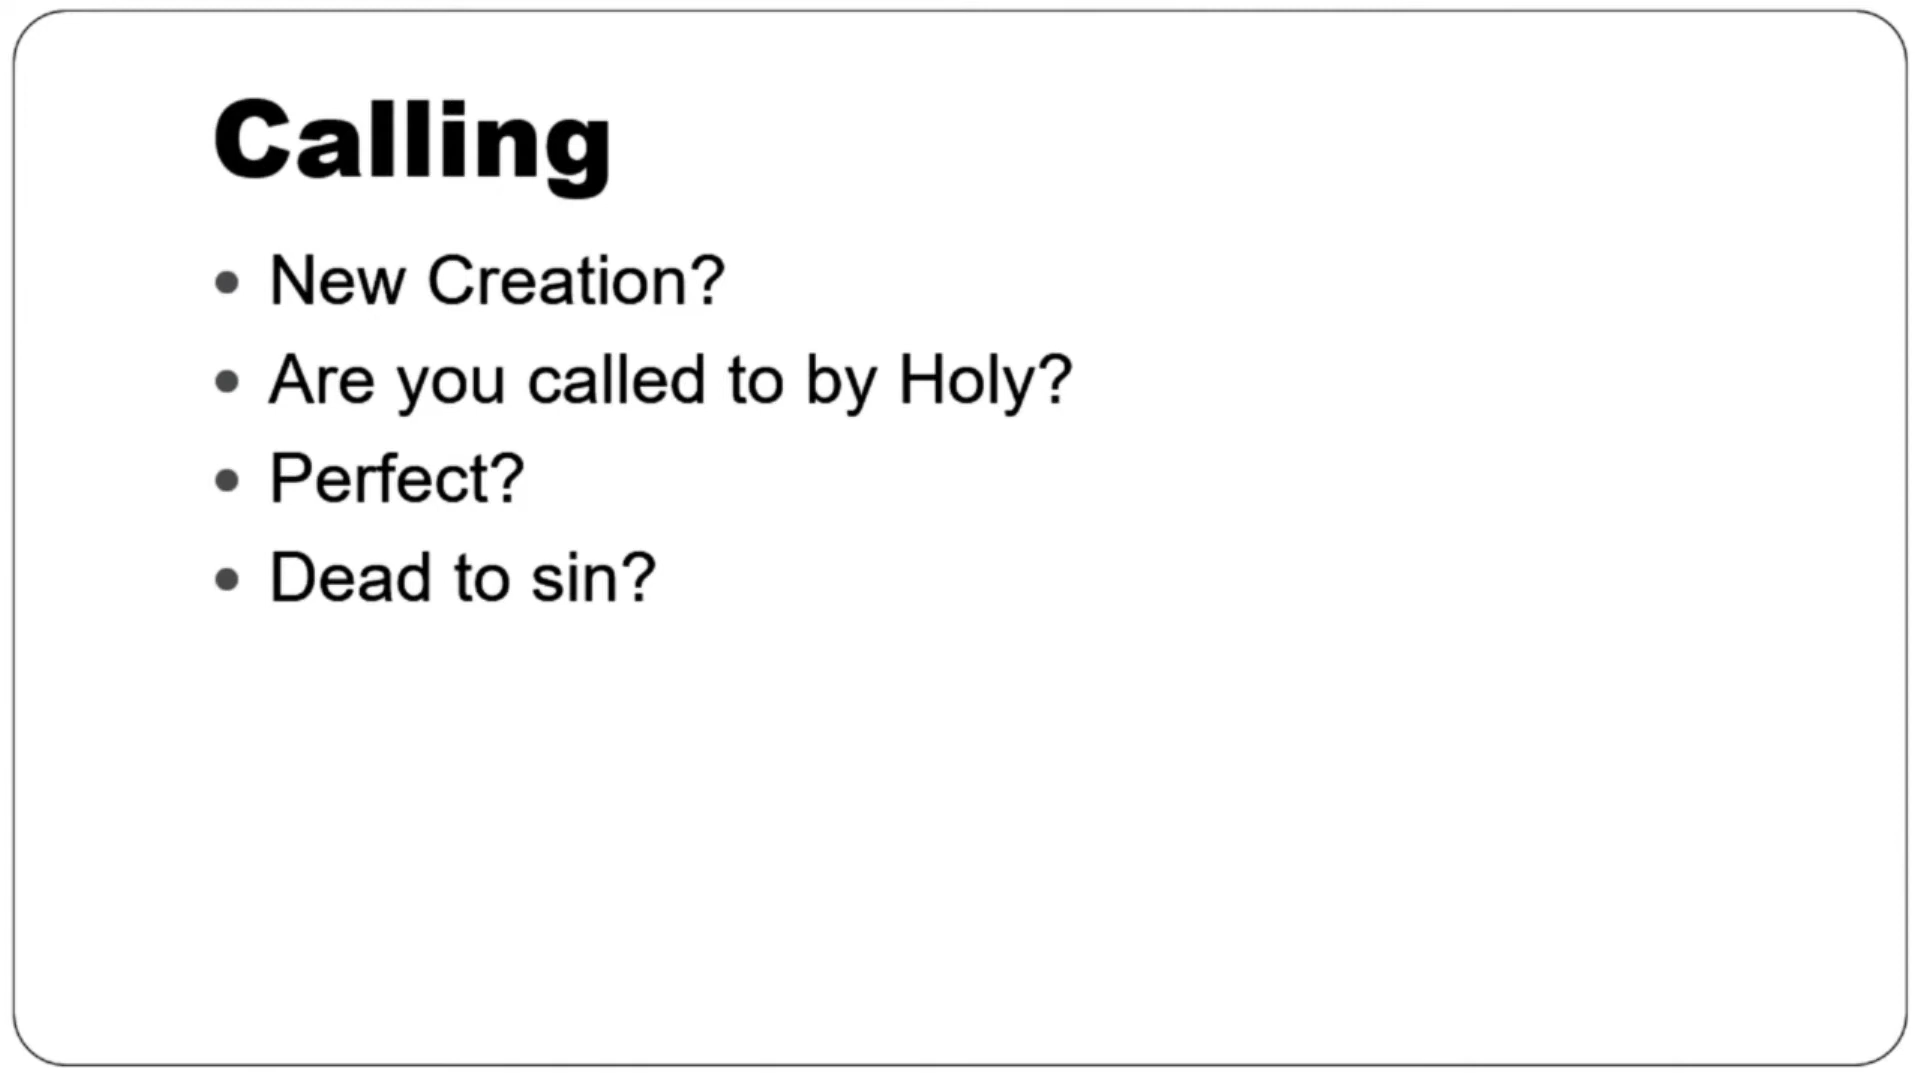 Calling
• New Creation?
• Are you called to by Holy?
• Perfect?
• Dead to sin?